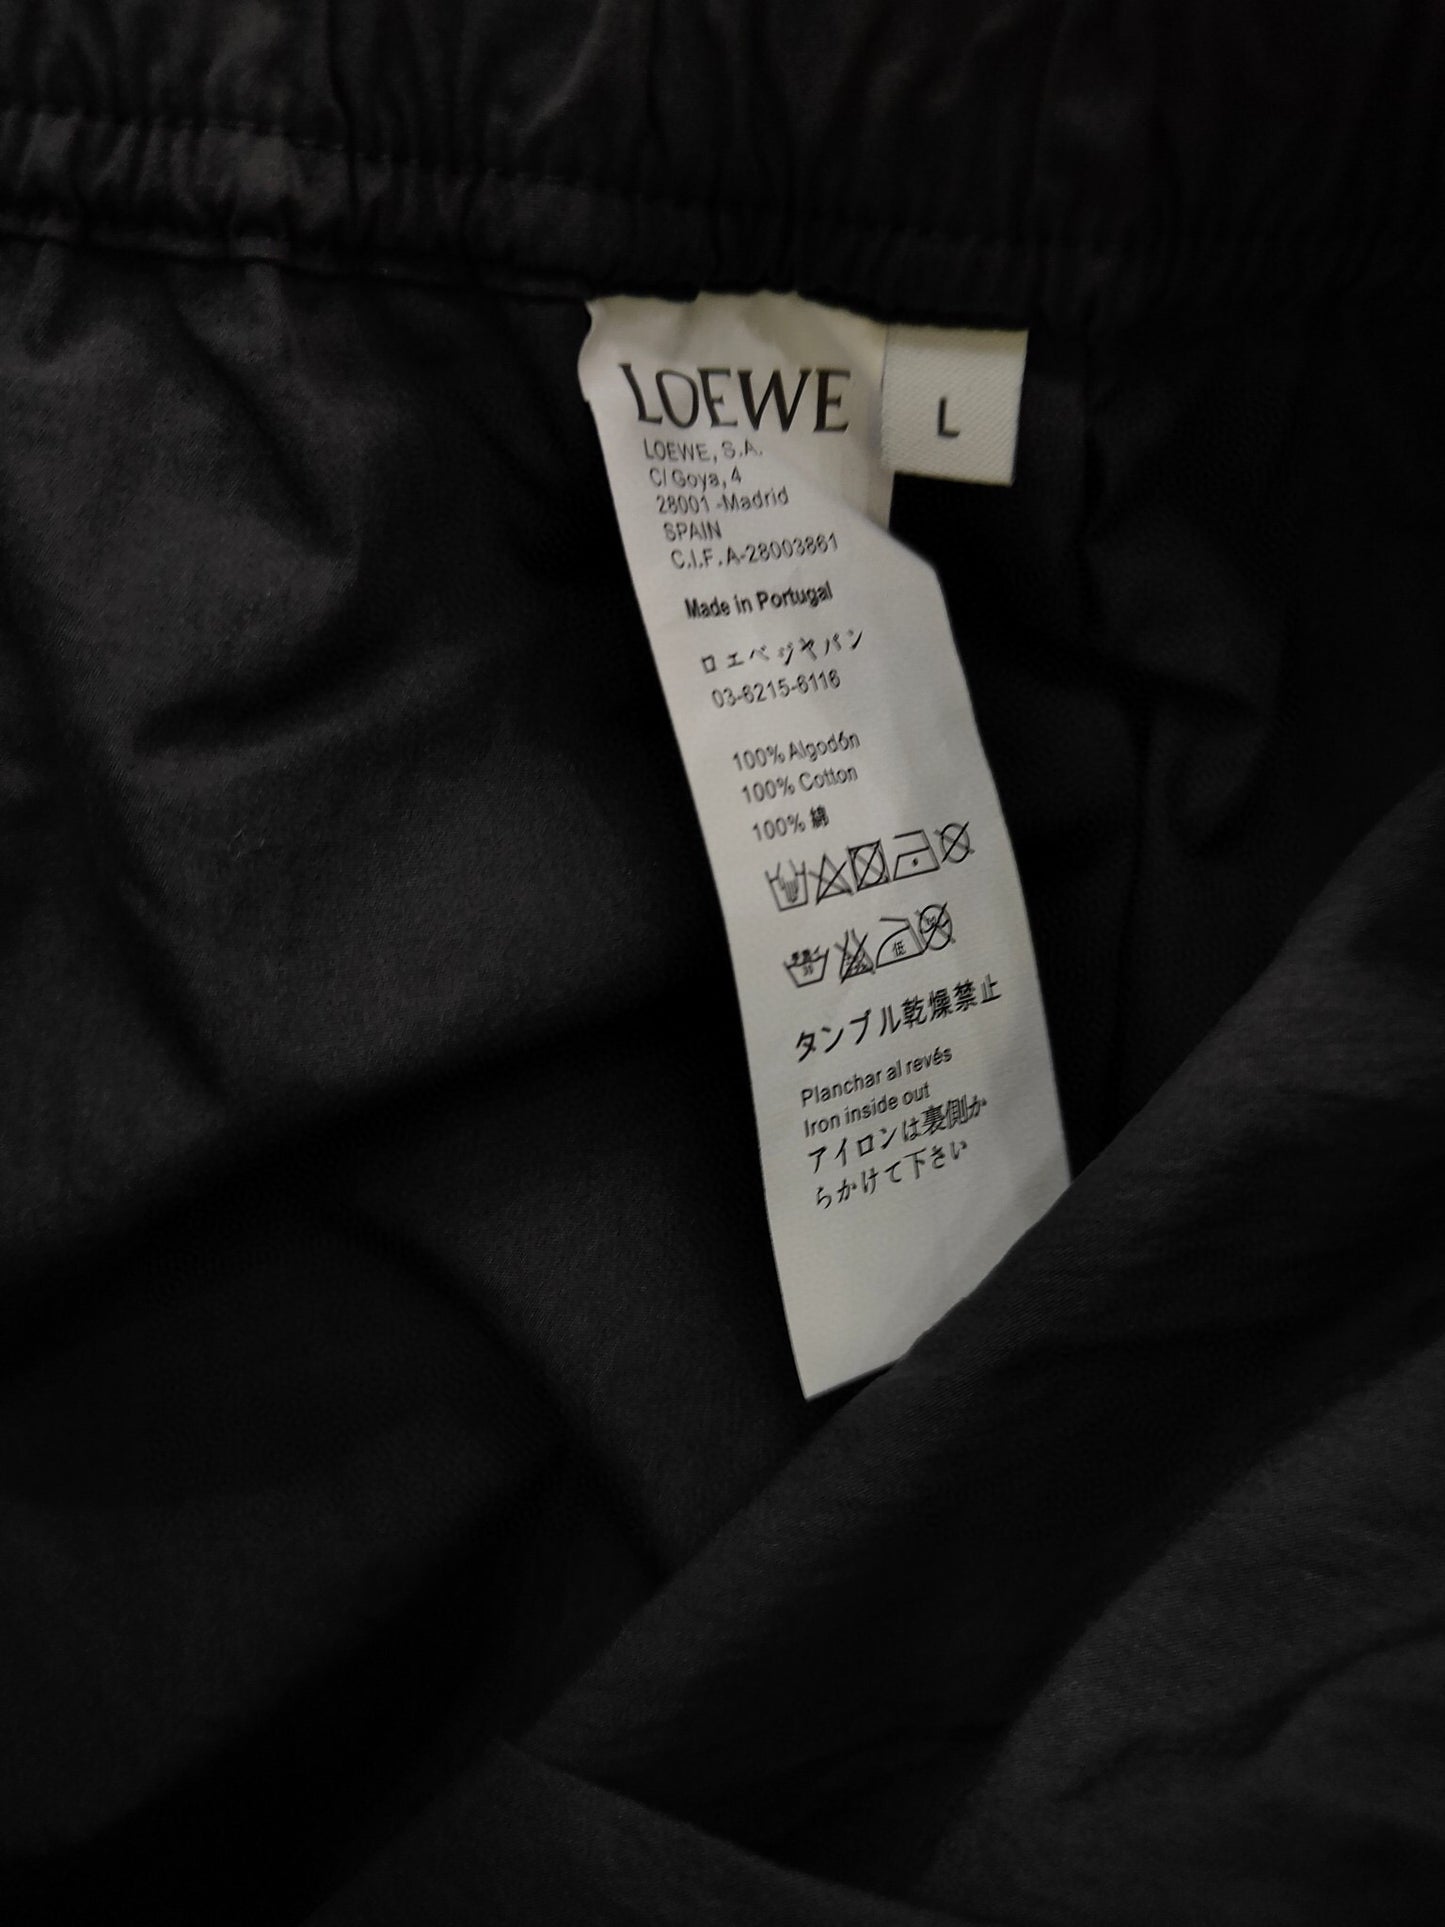 LOEWE
L
LOEWE, S.A.
C/ Goya, 4
28001 -Madrid
SPAIN
C.I.F. A-28003861
Made in Portugal
ロエベジャパン
03-6215-6116
100% Algodón
100% Cotton
100% 綿
低
タンブル乾燥禁止
Planchar al revés
Iron inside out
アイロンは裏側か
らかけて下さい